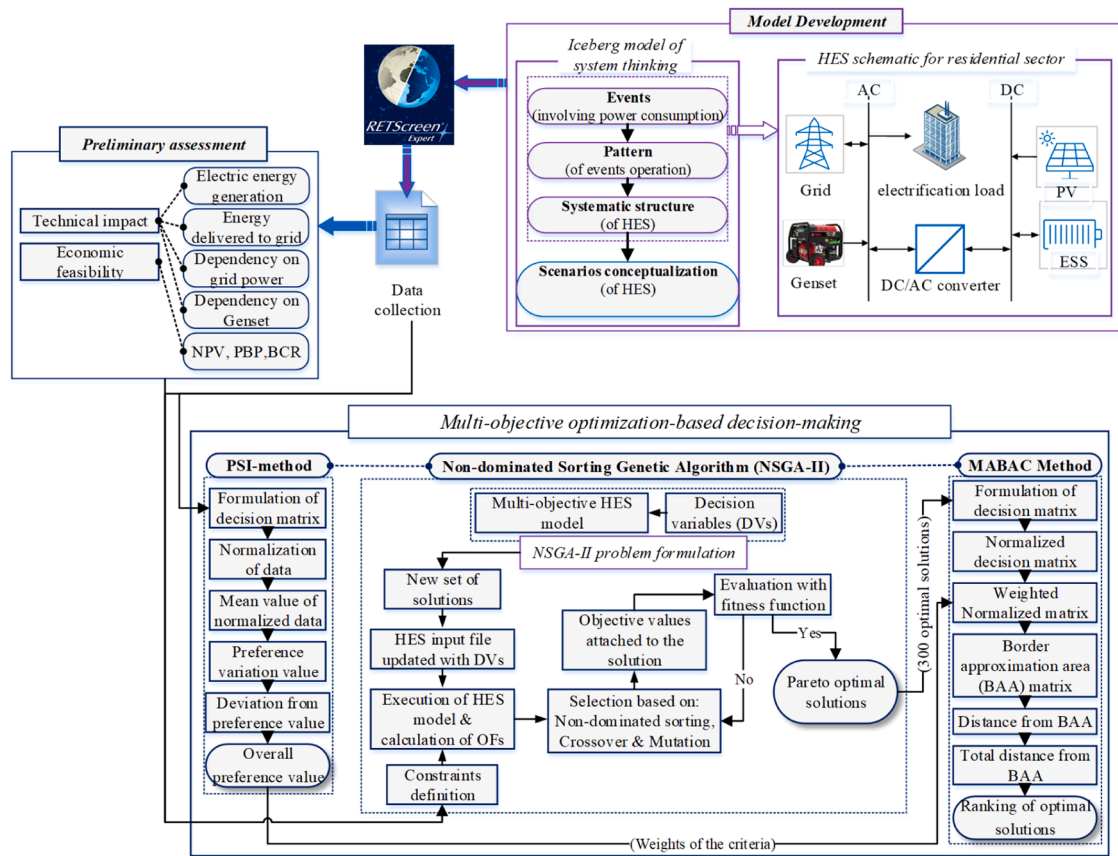 Model Development
Iceberg model of
system thinking
Events
(involving power consumption)
Pattern
(of events operation)
Systematic structure
(of HES)
Scenarios conceptualization
(of HES)
HES schematic for residential sector
AC
DC
Grid
electrification load
PV
Genset
DC/AC converter
ESS
RETScreen
Expert
Data
collection
Preliminary assessment
Technical impact
Economic
feasibility
Electric energy
generation
Energy
delivered to grid
Dependency on
grid power
Dependency on
Genset
NPV, PBP,BCR
Multi-objective optimization-based decision-making
PSI-method
Formulation of
decision matrix
Normalization
of data
Mean value of
normalized data
Preference
variation value
Deviation from
preference value
Overall
preference value
Non-dominated Sorting Genetic Algorithm (NSGA-II)
Multi-objective HES
model
Decision
variables (DVs)
NSGA-II problem formulation
New set of
solutions
HES input file
updated with DVs
Execution of HES
model &
calculation of OFs
Constraints
definition
Selection based on:
Non-dominated sorting,
Crossover & Mutation
Objective values
attached to the
solution
Evaluation with
fitness function
Yes
No
Pareto optimal
solutions
(300 optimal solutions)
(Weights of the criteria)
MABAC Method
Formulation of
decision matrix
Normalized
decision matrix
Weighted
Normalized matrix
Border
approximation area
(BAA) matrix
Distance from BAA
Total distance from
BAA
Ranking of optimal
solutions